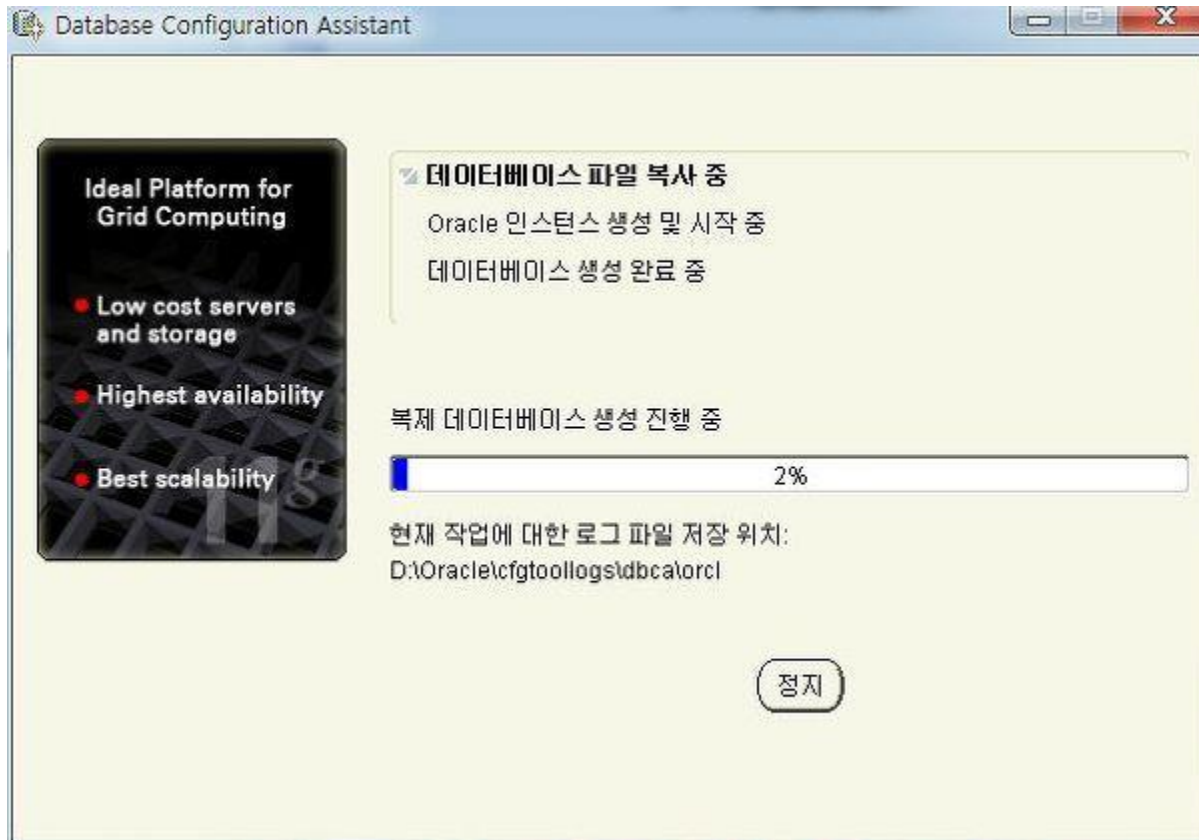 Database Configuration Assistant
Ideal Platform for
Grid Computing
Low cost servers
and storage
Highest availability
Best scalability
11g
데이터베이스 파일 복사 중
Oracle 인스턴스 생성 및 시작 중
데이터베이스 생성 완료 중
복제 데이터베이스 생성 진행 중
2%
현재 작업에 대한 로그 파일 저장 위치:
D:\Oracle\cfgtoollogs\dbca\orcl
정지